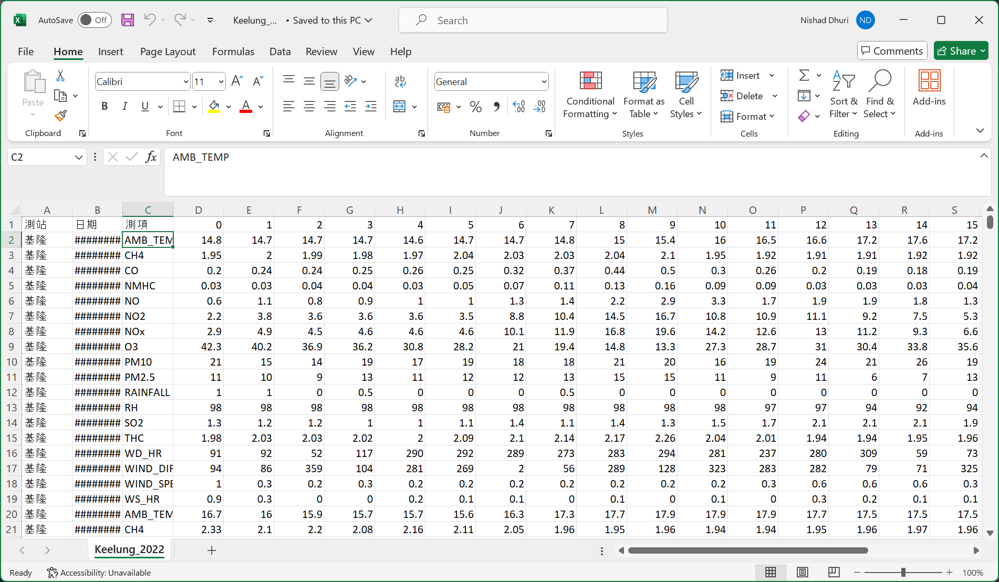 AutoSave Off Keelung_... • Saved to this PC Search Nishad Dhuri ND
File Home Insert Page Layout Formulas Data Review View Help Comments Share
Paste Calibri 11 General Conditional Formatting Format as Table Cell Styles Insert Delete Format Sort & Filter Find & Select Add-ins
Clipboard Font Alignment Number Styles Cells Editing Add-ins
C2 fx AMB_TEMP
A B C D E F G H I J K L M N O P Q R S
1 測站 日期 測項 0 1 2 3 4 5 6 7 8 9 10 11 12 13 14 15
2 基隆 ######## AMB_TEM 14.8 14.7 14.7 14.7 14.6 14.7 14.7 14.8 15 15.4 16 16.5 16.6 17.2 17.6 17.2
3 基隆 ######## CH4 1.95 2 1.99 1.98 1.97 2.04 2.03 2.03 2.04 2.1 1.95 1.92 1.91 1.91 1.92 1.92
4 基隆 ######## CO 0.2 0.24 0.24 0.25 0.26 0.25 0.32 0.37 0.44 0.5 0.3 0.26 0.2 0.19 0.18 0.19
5 基隆 ######## NMHC 0.03 0.03 0.04 0.04 0.03 0.05 0.07 0.11 0.13 0.16 0.09 0.09 0.03 0.03 0.03 0.04
6 基隆 ######## NO 0.6 1.1 0.8 0.9 1 1 1.3 1.4 2.2 2.9 3.3 1.7 1.9 1.9 1.8 1.3
7 基隆 ######## NO2 2.2 3.8 3.6 3.6 3.6 3.5 8.8 10.4 14.5 16.7 10.8 10.9 11.1 9.2 7.5 5.3
8 基隆 ######## NOx 2.9 4.9 4.5 4.6 4.6 4.6 10.1 11.9 16.8 19.6 14.2 12.6 13 11.2 9.3 6.6
9 基隆 ######## O3 42.3 40.2 36.9 36.2 30.8 28.2 21 19.4 14.8 13.3 27.3 28.7 31 30.4 33.8 35.6
10 基隆 ######## PM10 21 15 14 19 17 19 18 18 21 20 16 19 24 21 26 19
11 基隆 ######## PM2.5 11 10 9 13 11 12 12 13 15 15 11 9 11 6 7 13
12 基隆 ######## RAINFALL 1 1 0 0.5 0 0 0 0.5 0 0 0 0 0 0 0 0
13 基隆 ######## RH 98 98 98 98 98 98 98 98 98 98 98 97 97 94 92 94
14 基隆 ######## SO2 1.3 1.2 1.2 1 1 1.1 1.4 1.1 1.4 1.3 1.5 1.7 2.1 2.1 2.1 1.9
15 基隆 ######## THC 1.98 2.03 2.03 2.02 2 2.09 2.1 2.14 2.17 2.26 2.04 2.01 1.94 1.94 1.95 1.96
16 基隆 ######## WD_HR 91 92 52 117 290 292 289 273 283 294 281 237 280 309 59 73
17 基隆 ######## WIND_DIR 94 86 359 104 281 269 2 56 289 128 323 283 282 79 71 325
18 基隆 ######## WIND_SPE 1 0.3 0.2 0.3 0.2 0.2 0.2 0.2 0.2 0.2 0.2 0.3 0.6 0.6 0.6 0.3
19 基隆 ######## WS_HR 0.9 0.3 0 0 0.2 0.1 0.1 0 0.1 0 0.1 0 0.3 0.2 0.1 0.1
20 基隆 ######## AMB_TEM 16.7 16 15.9 15.7 15.7 15.6 16.3 17.3 17.7 17.9 17.9 17.9 17.7 17.5 17.5 17.5
21 基隆 ######## CH4 2.33 2.1 2.2 2.08 2.16 2.11 2.05 1.96 1.95 1.96 1.94 1.94 1.95 1.96 1.97 1.96
Keelung_2022
Ready Accessibility: Unavailable 100%